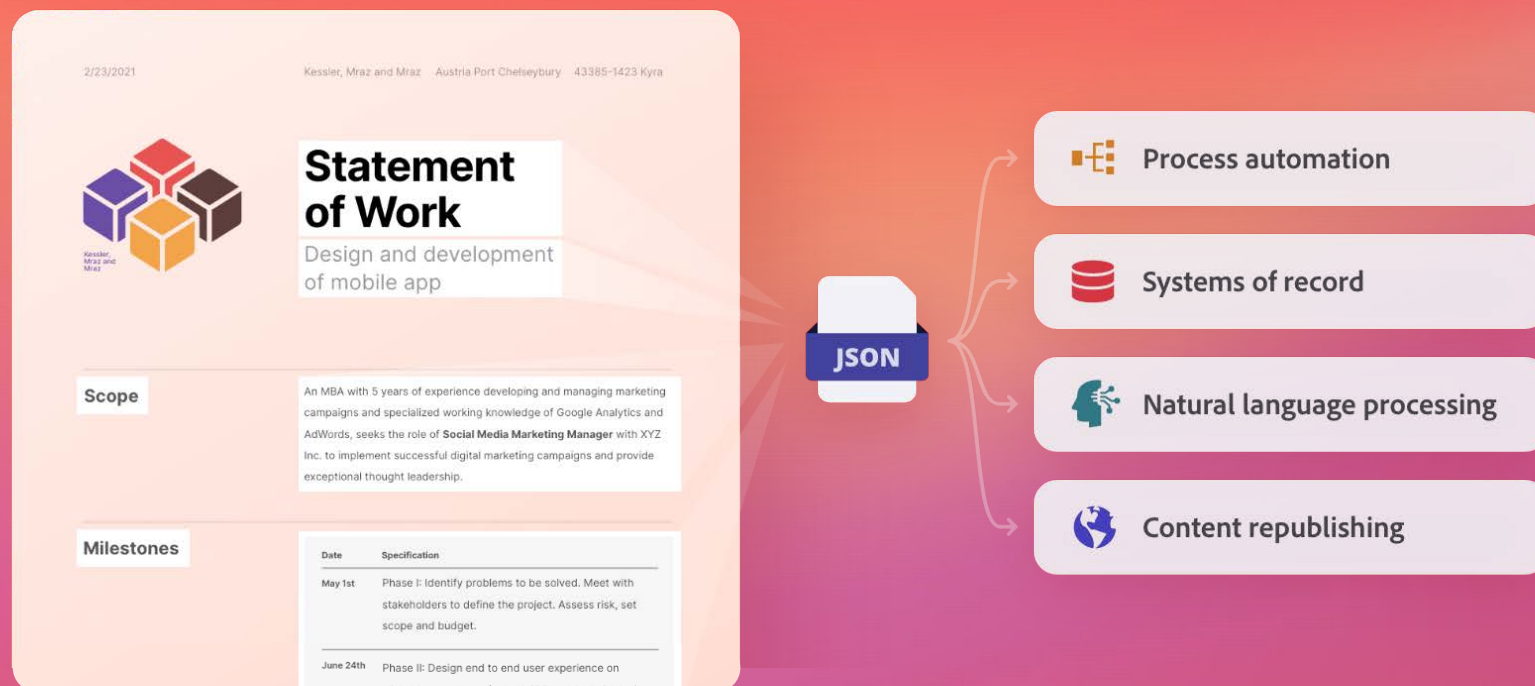 2/23/2021
Kessler, Mraz and Mraz Austria Port Chelseybury 43385-1423 Kyra
Kessler,
Mraz and
Mraz
Statement
of Work
Design and development
of mobile app
Scope
An MBA with 5 years of experience developing and managing marketing
campaigns and specialized working knowledge of Google Analytics and
AdWords, seeks the role of Social Media Marketing Manager with XYZ
Inc. to implement successful digital marketing campaigns and provide
exceptional thought leadership.
Milestones
Date Specification
May 1st Phase I: Identify problems to be solved. Meet with
stakeholders to define the project. Assess risk, set
scope and budget.
June 24th Phase II: Design end to end user experience on
JSON
Process automation
Systems of record
Natural language processing
Content republishing